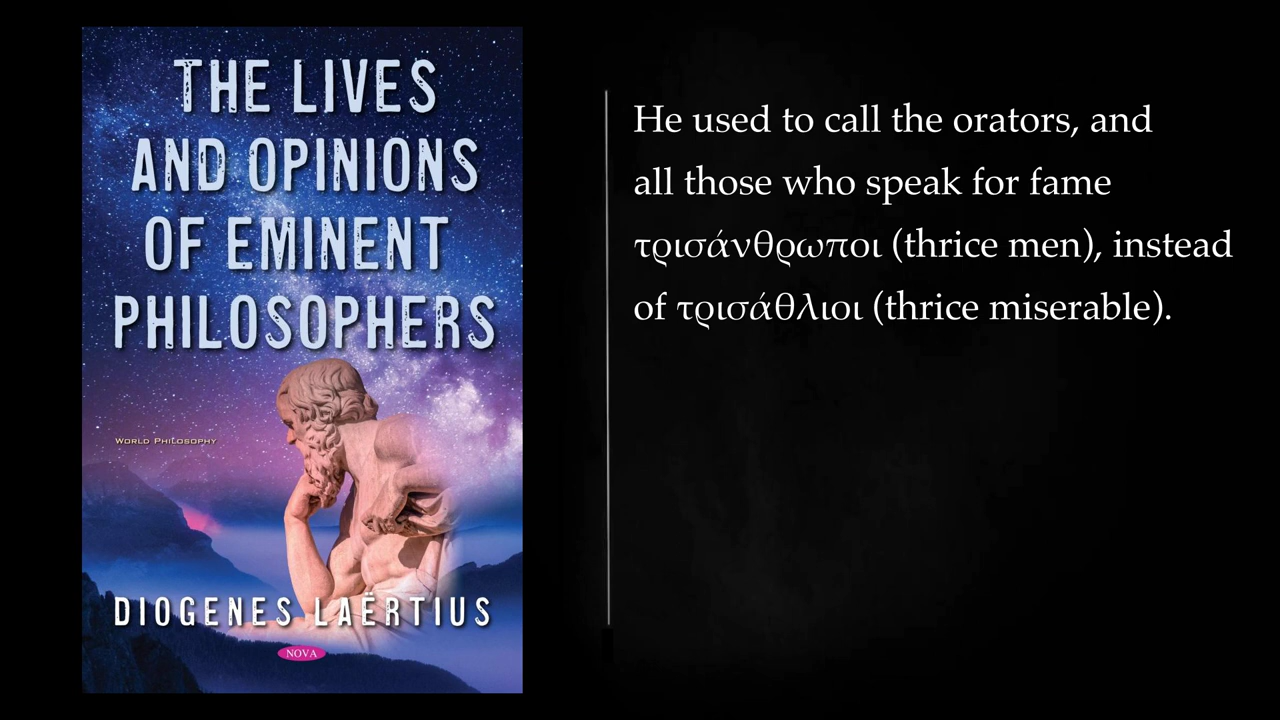 THE LIVES
AND OPINIONS
OF EMINENT
PHILOSOPHERS
WORLD PHILOSOPHY
DIOGENES LAËRTIUS
NOVA
He used to call the orators, and
all those who speak for fame
τρισάνθρωποι (thrice men), instead
of τρισάθλιοι (thrice miserable).